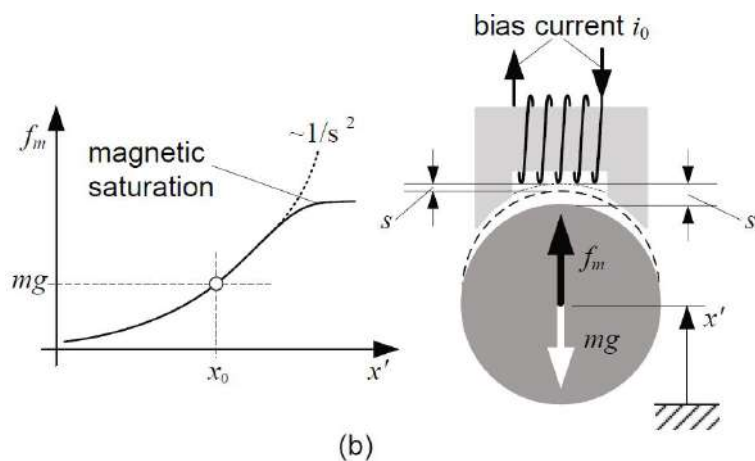 bias current i₀
fₘ
~1/s ²
magnetic
saturation
mg
x₀
x'
s
s
fₘ
mg
x'
(b)